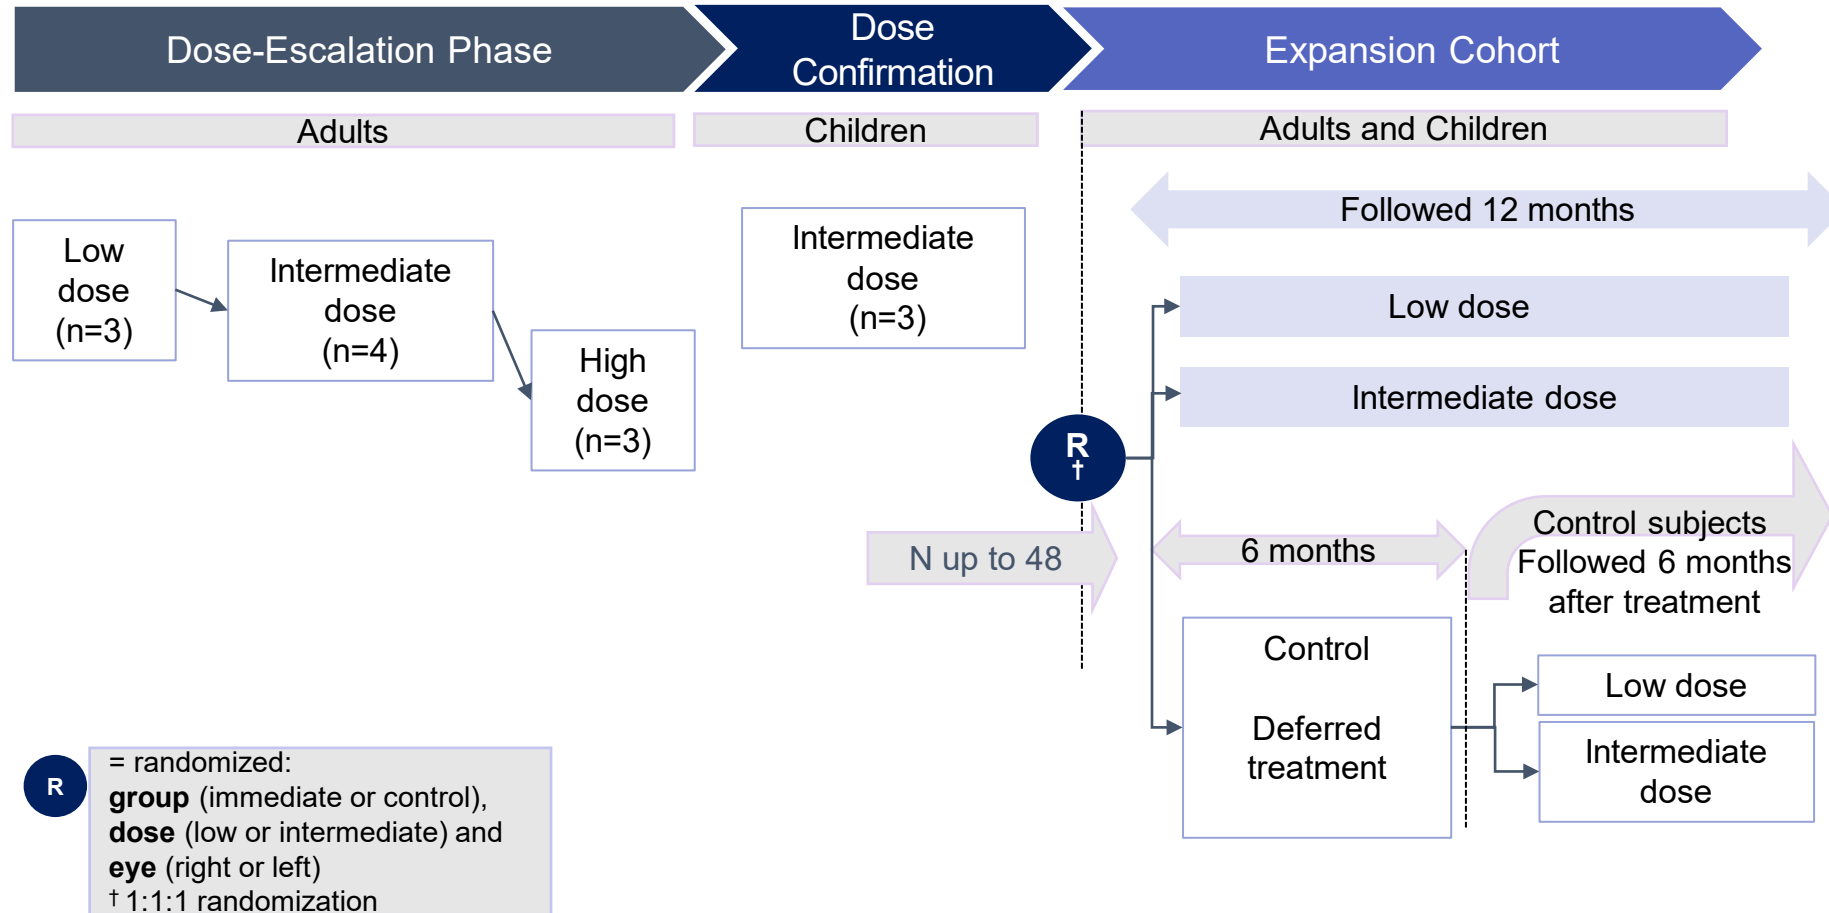 Dose-Escalation Phase
Dose
Confirmation
Expansion Cohort
Adults
Children
Adults and Children
Followed 12 months
Low
dose
(n=3)
Intermediate
dose
(n=4)
High
dose
(n=3)
Intermediate
dose
(n=3)
Low dose
Intermediate dose
R
†
N up to 48
6 months
Control subjects
Followed 6 months
after treatment
Control
Deferred
treatment
Low dose
Intermediate
dose
R
= randomized:
group (immediate or control),
dose (low or intermediate) and
eye (right or left)
† 1:1:1 randomization